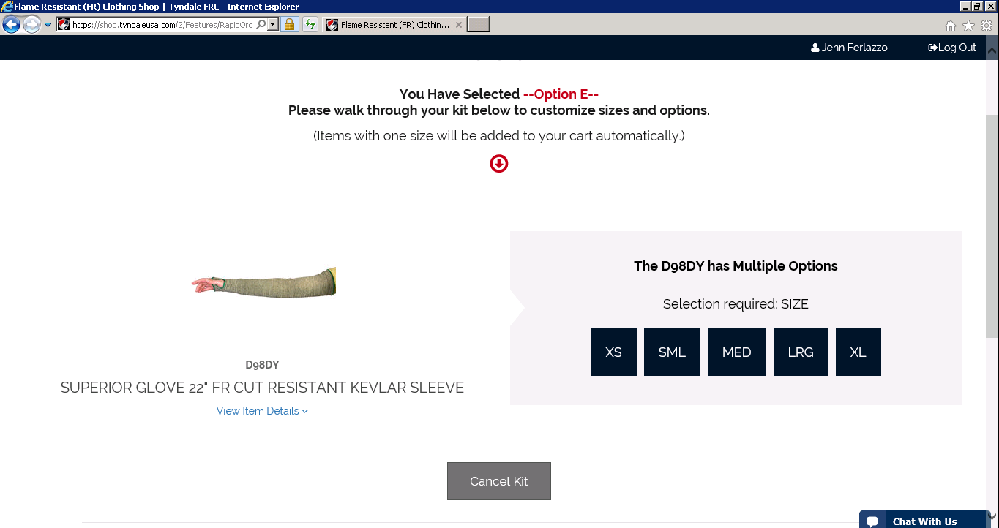 Flame Resistant (FR) Clothing Shop | Tyndale FRC - Internet Explorer
https://shop.tyndaleusa.com/2/Features/RapidOrd
Flame Resistant (FR) Clothin...
Jenn Ferlazzo
Log Out
You Have Selected --Option E--
Please walk through your kit below to customize sizes and options.
(Items with one size will be added to your cart automatically.)
The D98DY has Multiple Options
Selection required: SIZE
XS SML MED LRG XL
D98DY
SUPERIOR GLOVE 22" FR CUT RESISTANT KEVLAR SLEEVE
View Item Details
Cancel Kit
Chat With Us